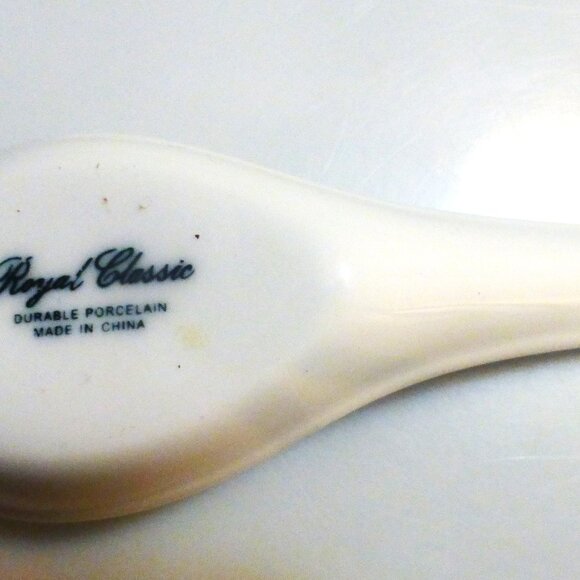 Royal Classic
DURABLE PORCELAIN
MADE IN CHINA